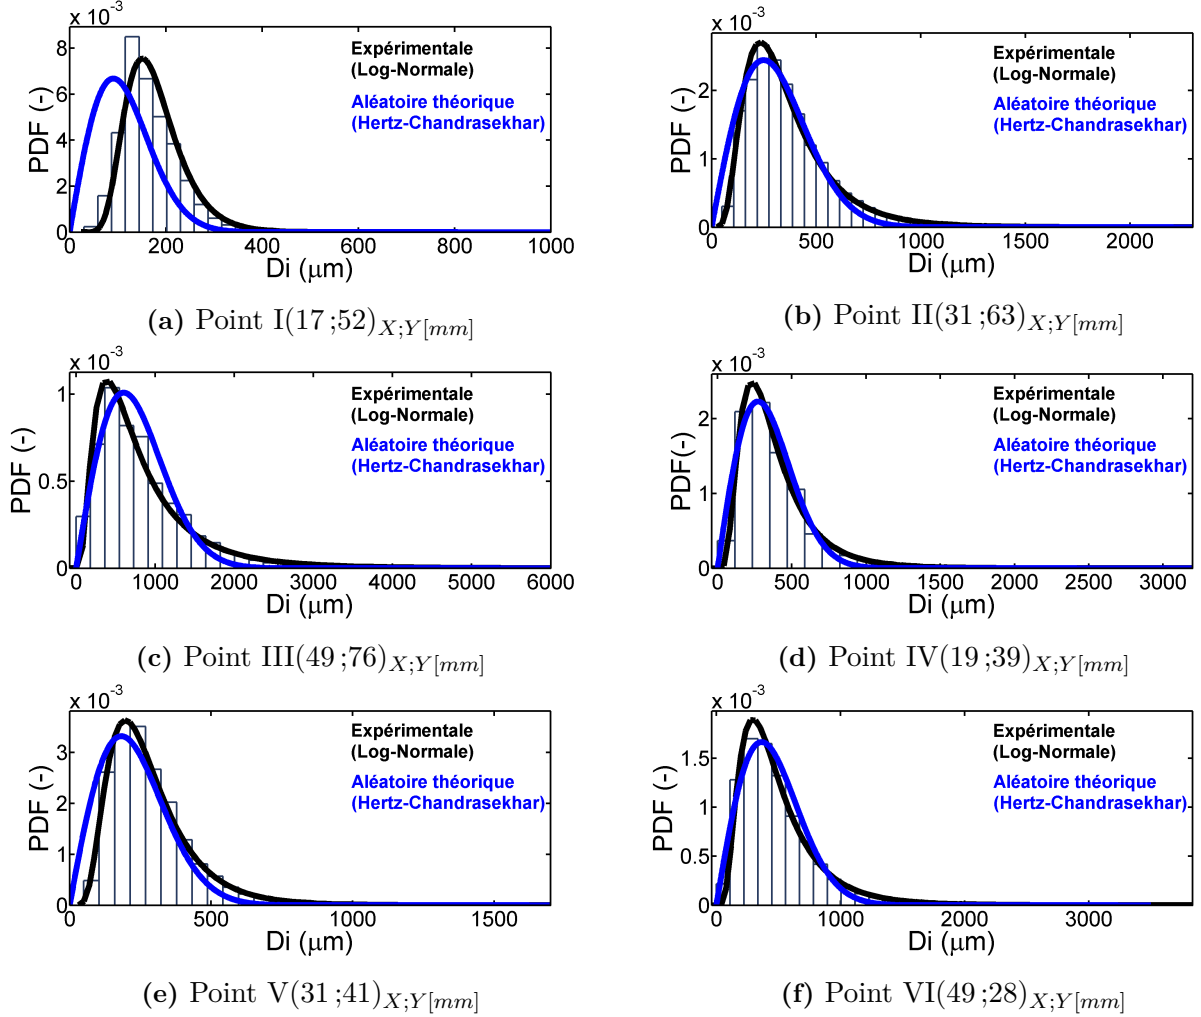 x 10⁻³
PDF (-)
8
6
4
2
0
0 200 400 600 800 1000
Di (µm)
Expérimentale
(Log-Normale)
Aléatoire théorique
(Hertz-Chandrasekhar)
(a) Point I(17 ;52)X;Y[mm]
x 10⁻³
PDF (-)
2
1
0
0 500 1000 1500 2000
Di (µm)
Expérimentale
(Log-Normale)
Aléatoire théorique
(Hertz-Chandrasekhar)
(b) Point II(31 ;63)X;Y[mm]
x 10⁻³
PDF (-)
1
0.5
0
0 1000 2000 3000 4000 5000 6000
Di (µm)
Expérimentale
(Log-Normale)
Aléatoire théorique
(Hertz-Chandrasekhar)
(c) Point III(49 ;76)X;Y[mm]
x 10⁻³
PDF(-)
2
1
0
0 500 1000 1500 2000 2500 3000
Di (µm)
Expérimentale
(Log-Normale)
Aléatoire théorique
(Hertz-Chandrasekhar)
(d) Point IV(19 ;39)X;Y[mm]
x 10⁻³
PDF (-)
3
2
1
0
0 500 1000 1500
Di (µm)
Expérimentale
(Log-Normale)
Aléatoire théorique
(Hertz-Chandrasekhar)
(e) Point V(31 ;41)X;Y[mm]
x 10⁻³
PDF (-)
1.5
1
0.5
0
0 1000 2000 3000
Di (µm)
Expérimentale
(Log-Normale)
Aléatoire théorique
(Hertz-Chandrasekhar)
(f) Point VI(49 ;28)X;Y[mm]